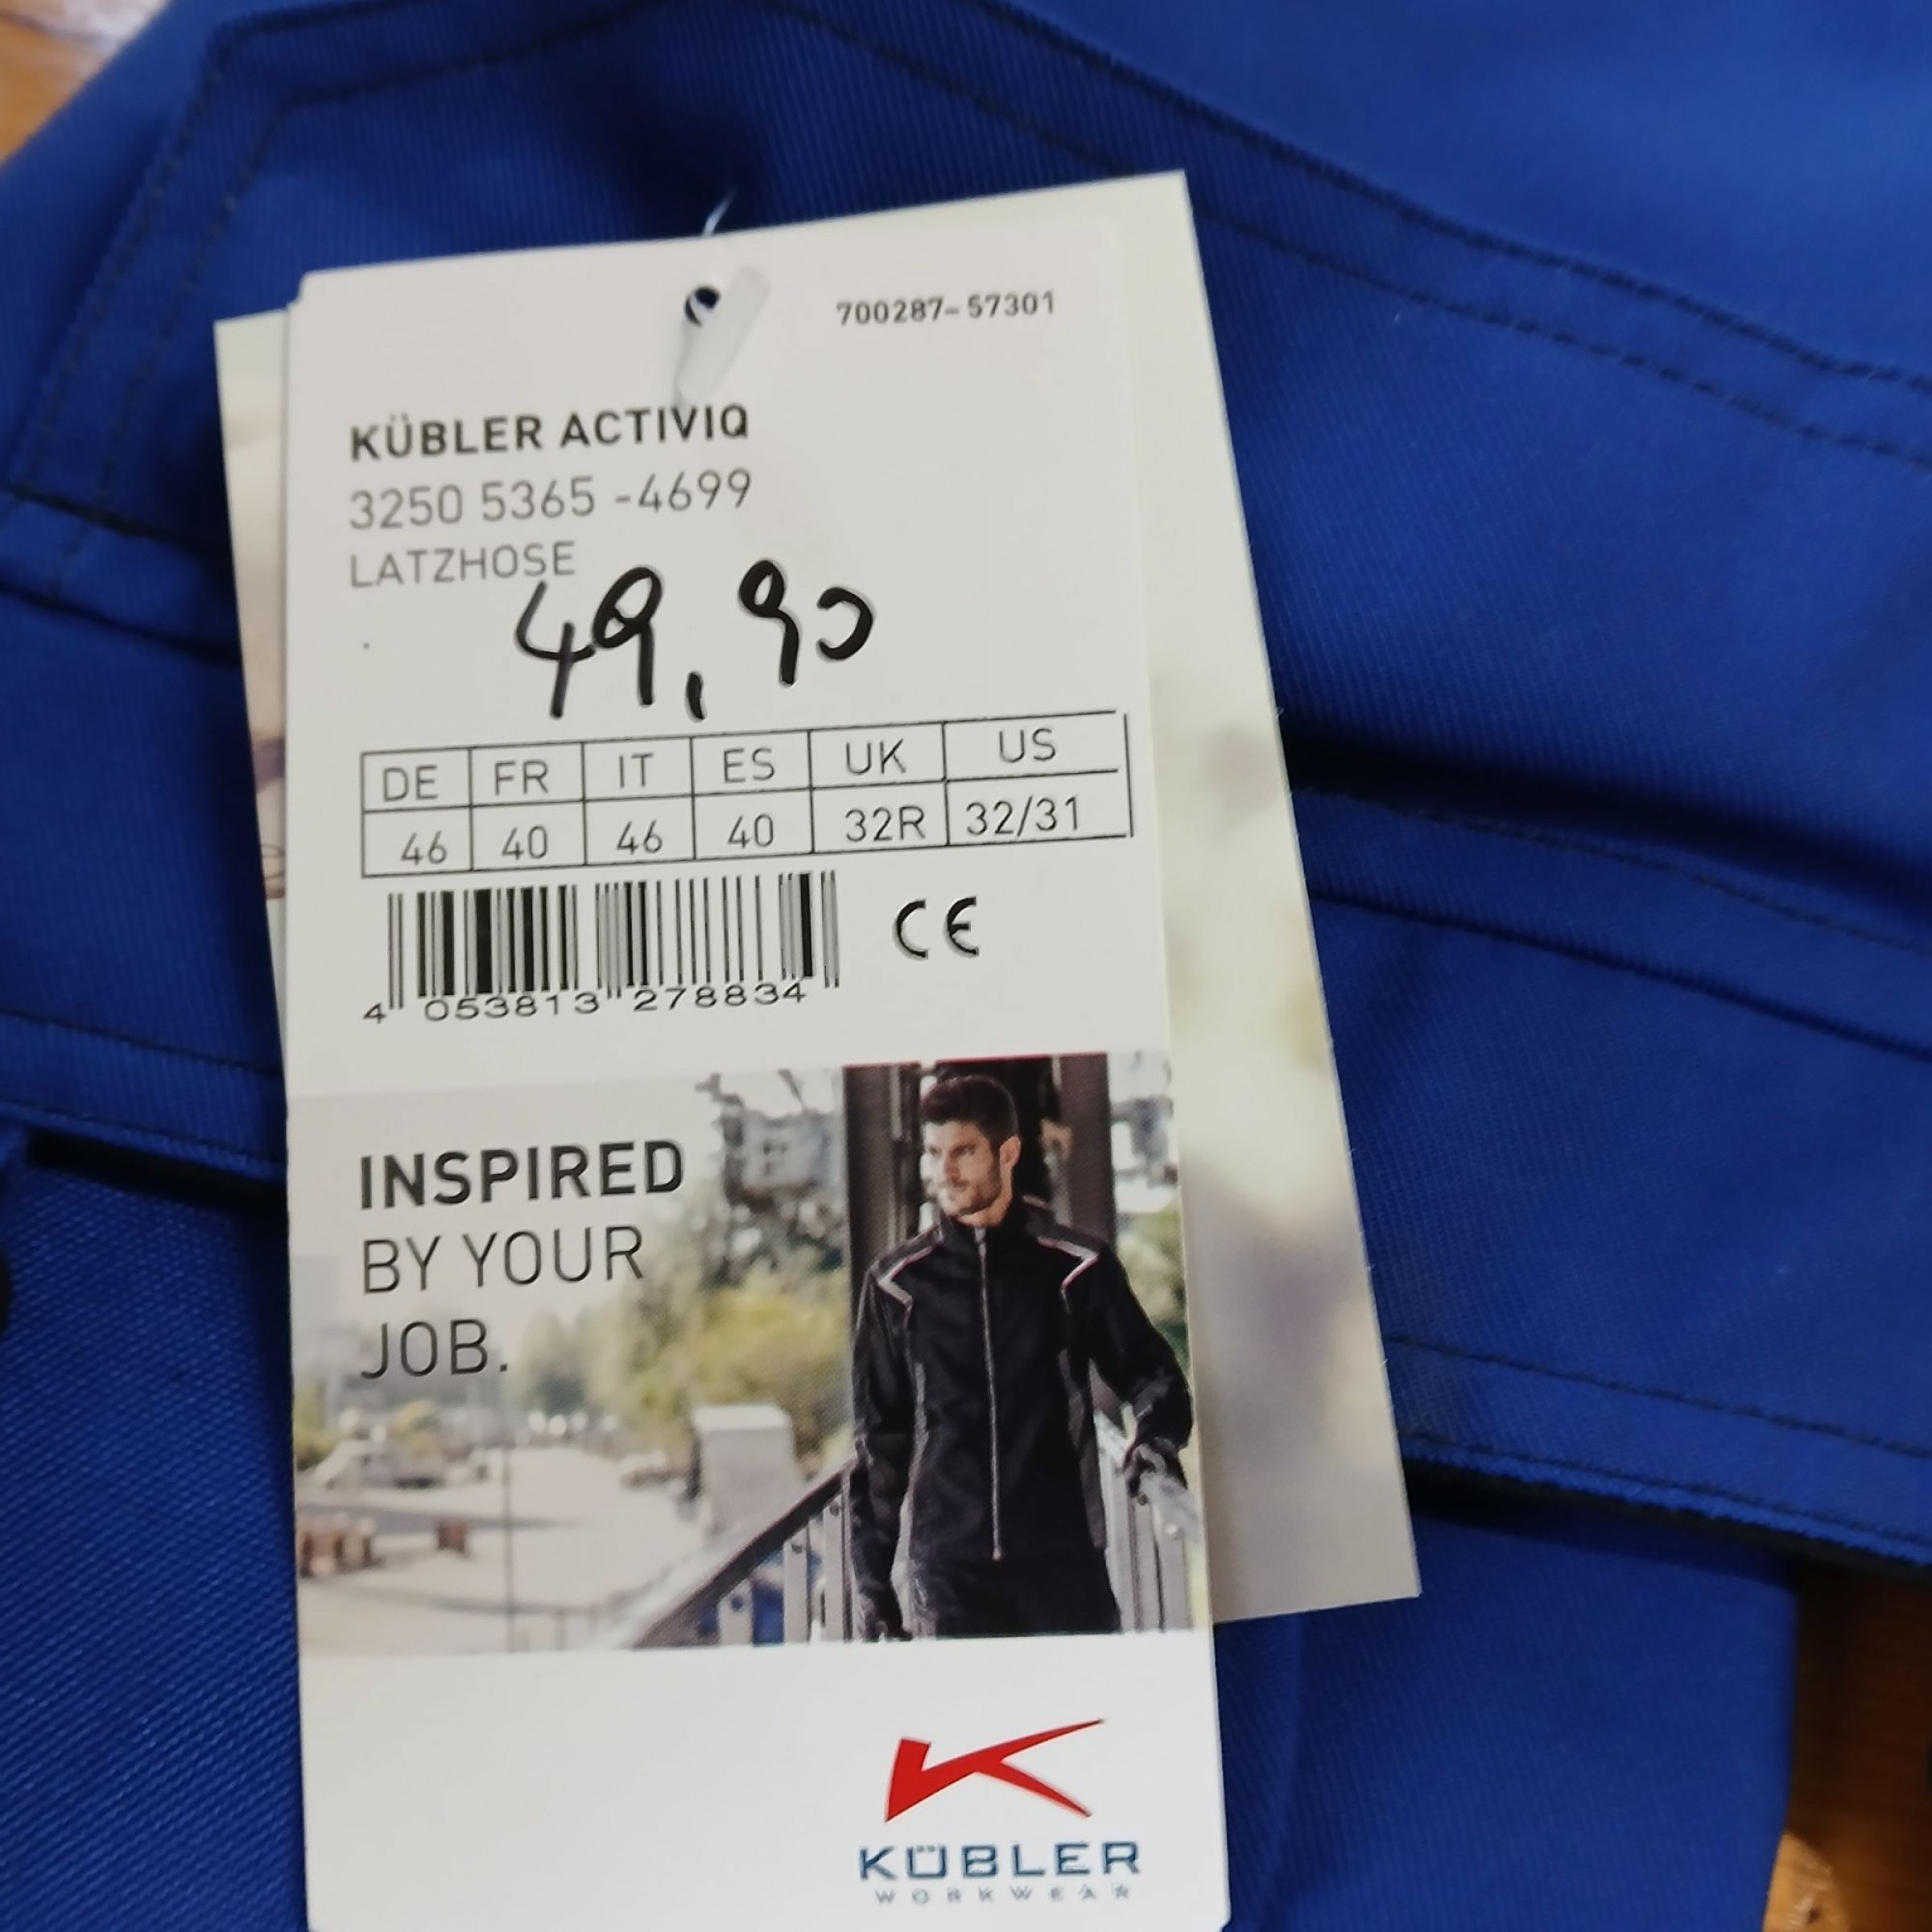 700287-57301
KÜBLER ACTIVIQ
3250 5365 -4699
LATZHOSE
49,90
DE FR IT ES UK US
46 40 46 40 32R 32/31
CE
4 053813 278834
INSPIRED
BY YOUR
JOB.
KÜBLER
WORKWEAR